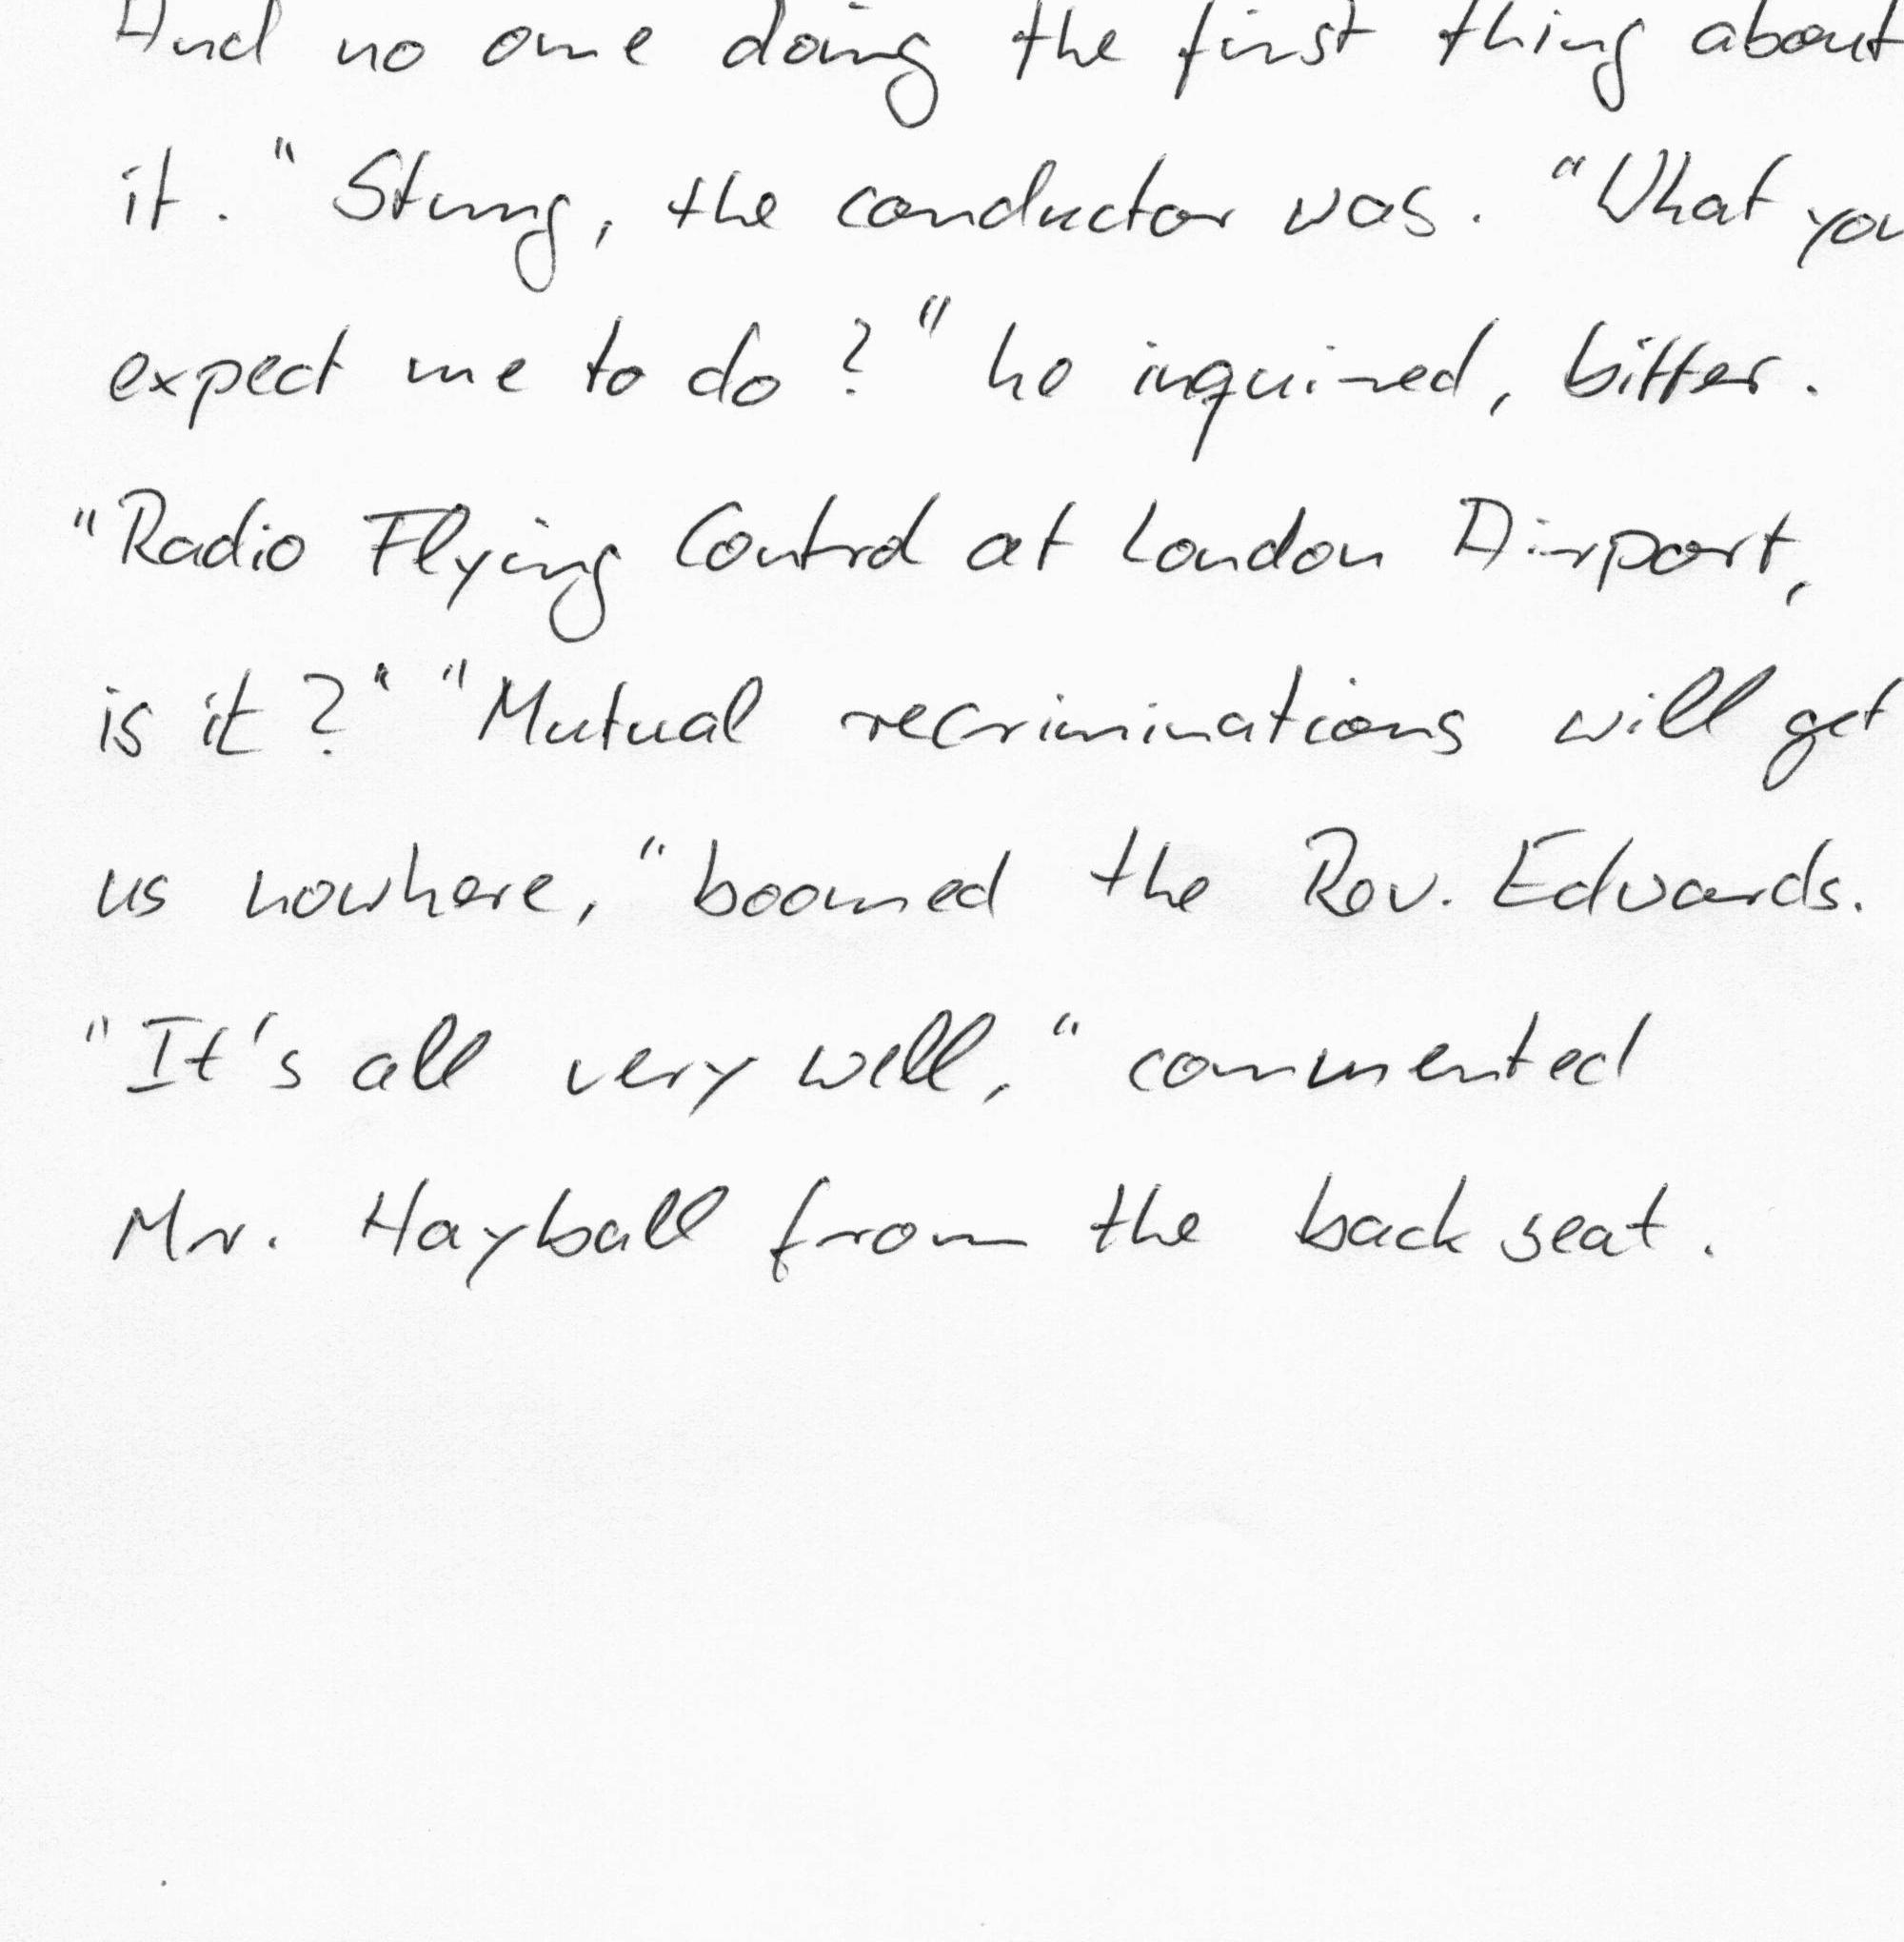 And no one doing the first thing about
it." Stung, the conductor was. "What you
expect me to do?" he inquired, bitter.
"Radio Flying Control at London Airport,
is it?" "Mutual recriminations will get
us nowhere," boomed the Rev. Edwards.
"It's all very well," commented
Mr. Hayball from the back seat.